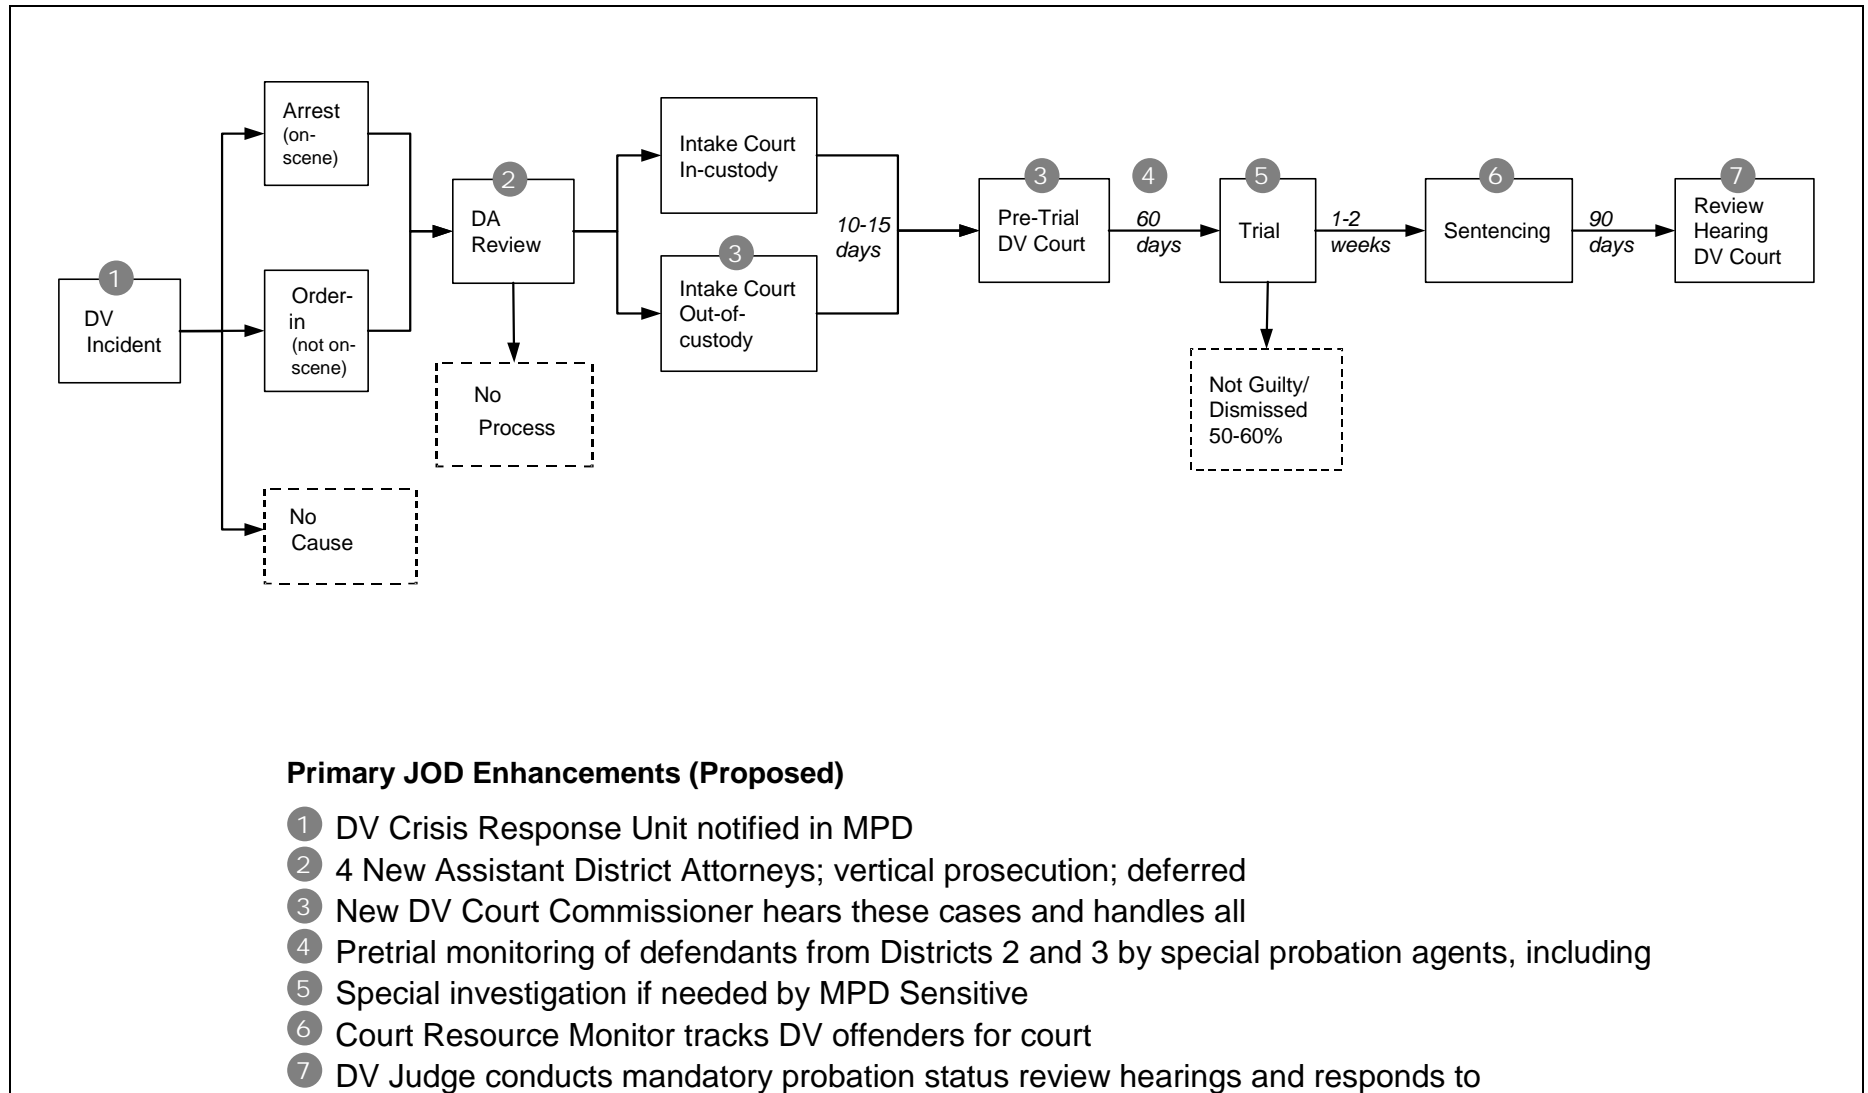 1
DV
Incident
Arrest
(on-
scene)
Order-
in
(not on-
scene)
No
Cause
2
DA
Review
No
Process
Intake Court
In-custody
3
Intake Court
Out-of-
custody
10-15
days
3
Pre-Trial
DV Court
4
60
days
5
Trial
Not Guilty/
Dismissed
50-60%
1-2
weeks
6
Sentencing
90
days
7
Review
Hearing
DV Court
Primary JOD Enhancements (Proposed)
1 DV Crisis Response Unit notified in MPD
2 4 New Assistant District Attorneys; vertical prosecution; deferred
3 New DV Court Commissioner hears these cases and handles all
4 Pretrial monitoring of defendants from Districts 2 and 3 by special probation agents, including
5 Special investigation if needed by MPD Sensitive
6 Court Resource Monitor tracks DV offenders for court
7 DV Judge conducts mandatory probation status review hearings and responds to